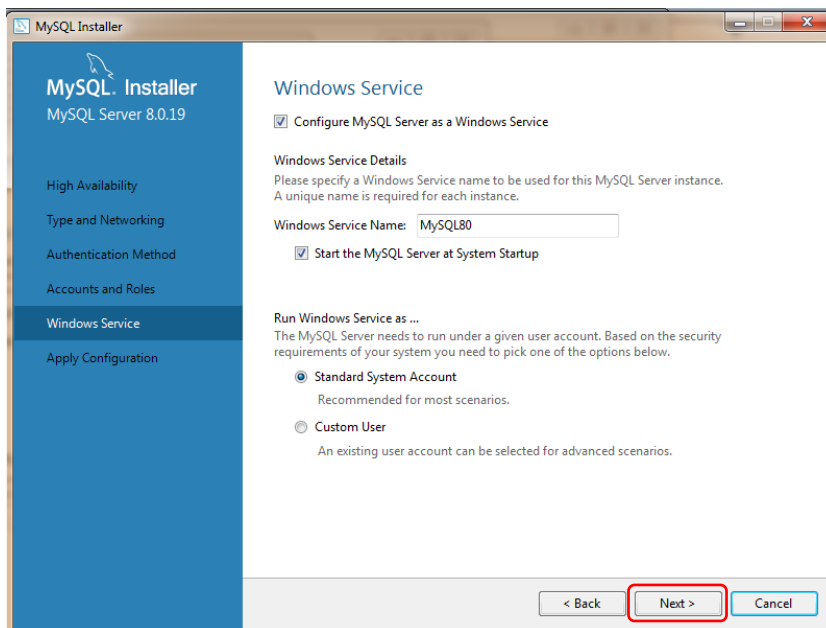 MySQL Installer
MySQL. Installer
MySQL Server 8.0.19
High Availability
Type and Networking
Authentication Method
Accounts and Roles
Windows Service
Apply Configuration
Windows Service
Configure MySQL Server as a Windows Service
Windows Service Details
Please specify a Windows Service name to be used for this MySQL Server instance.
A unique name is required for each instance.
Windows Service Name: MySQL80
Start the MySQL Server at System Startup
Run Windows Service as ...
The MySQL Server needs to run under a given user account. Based on the security
requirements of your system you need to pick one of the options below.
Standard System Account
Recommended for most scenarios.
Custom User
An existing user account can be selected for advanced scenarios.
< Back Next > Cancel